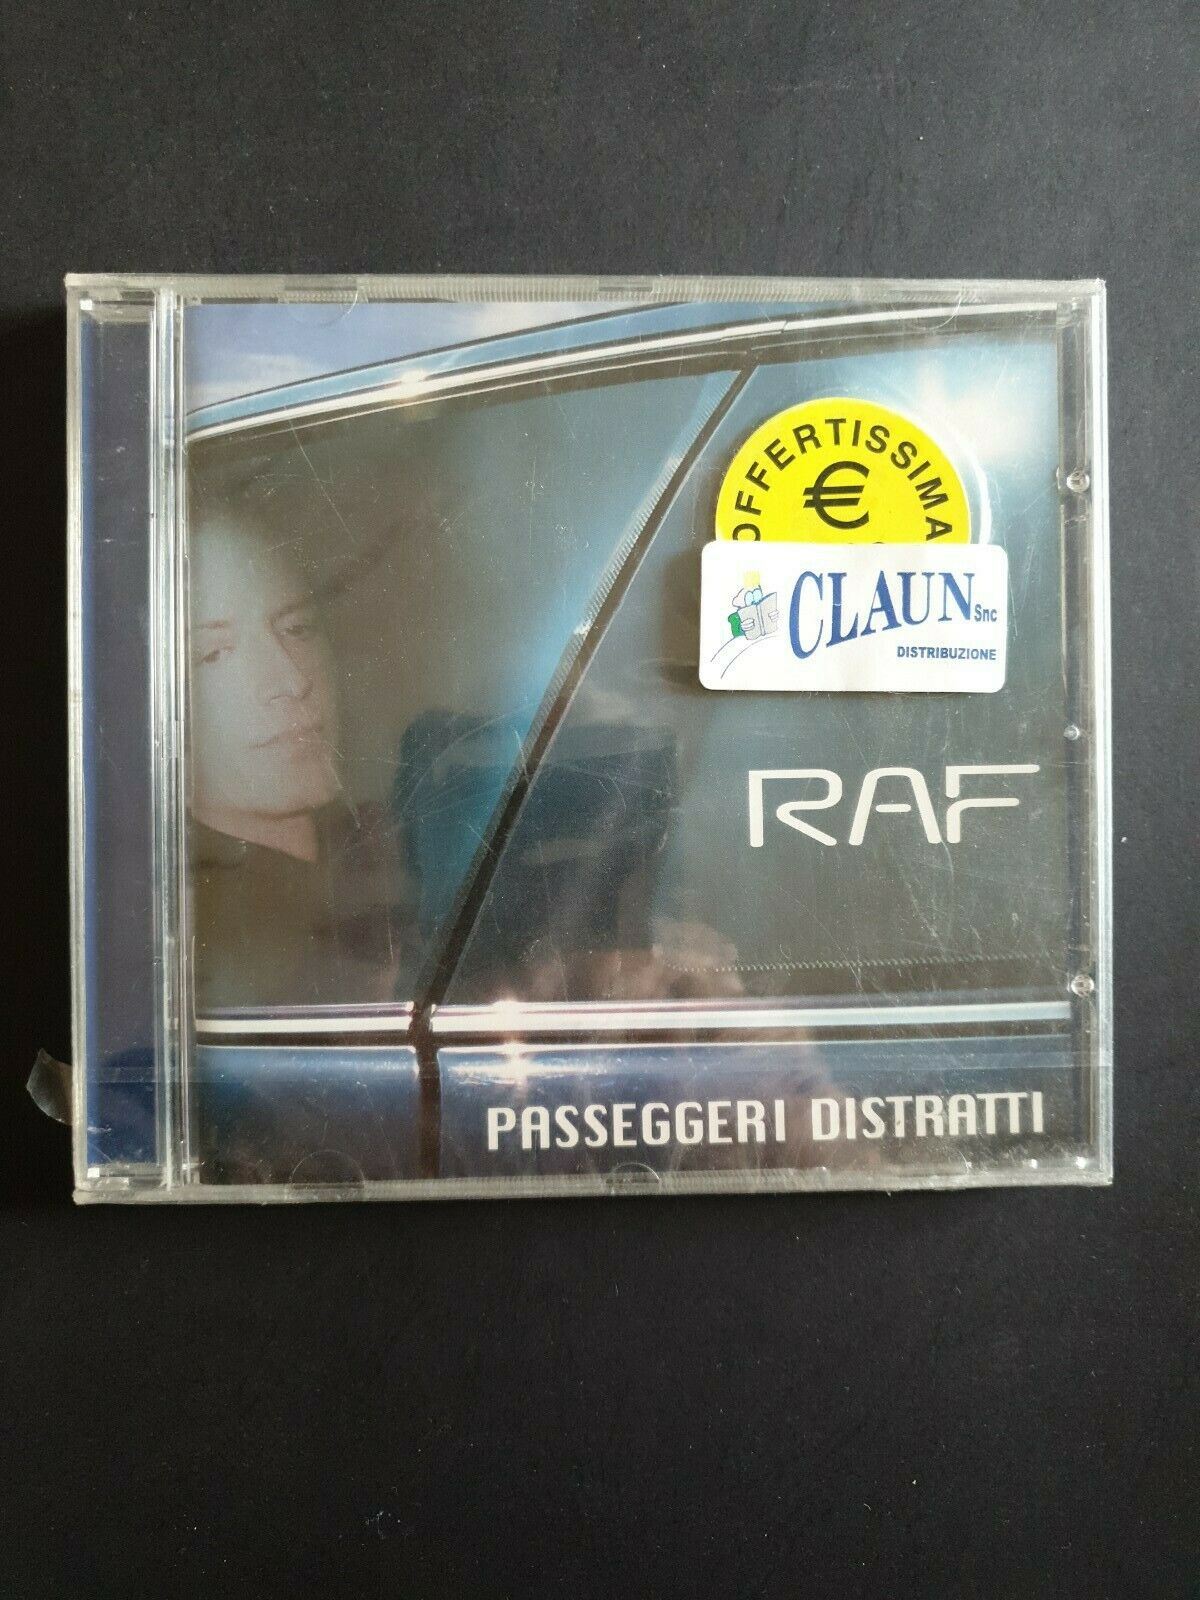 OFFERTISSIMA
€
CLAUN Snc
DISTRIBUZIONE
RAF
PASSEGGERI DISTRATTI